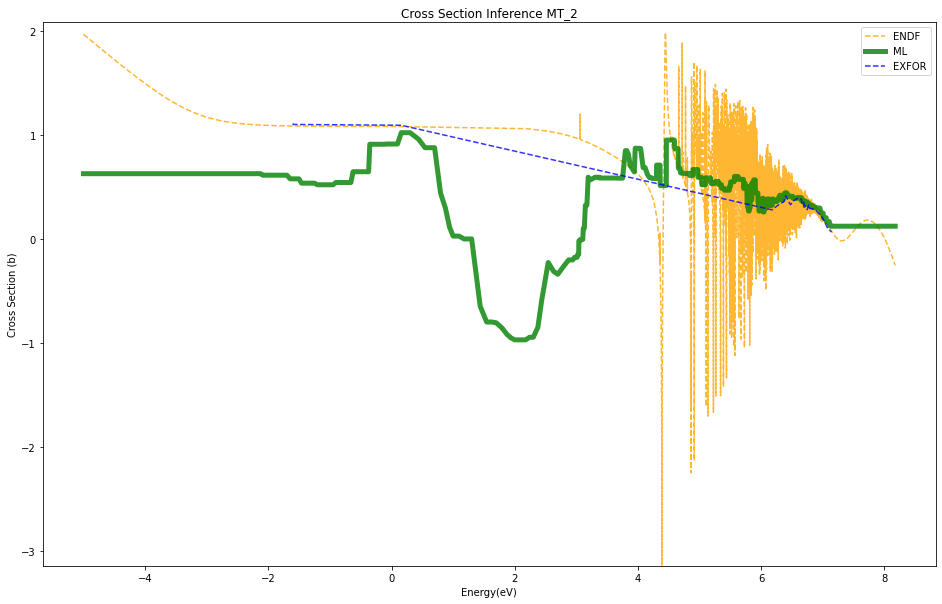 Cross Section Inference MT_2
ENDF
ML
EXFOR
Cross Section (b)
2
1
0
−1
−2
−3
−4
−2
0
2
4
6
8
Energy(eV)